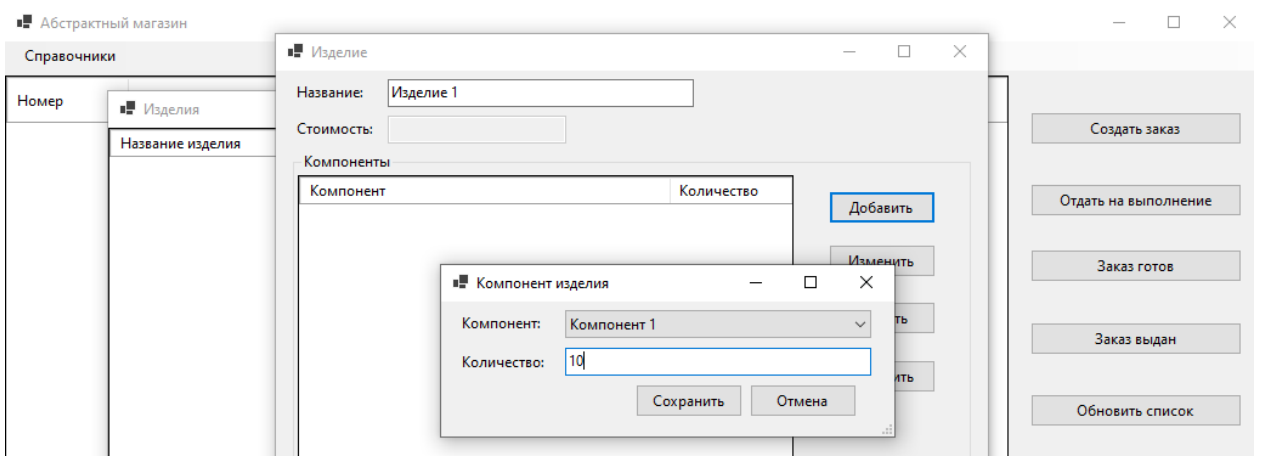 Абстрактный магазин
Справочники
Номер
Изделия
Название изделия
Изделие
Название: Изделие 1
Стоимость:
Компоненты
Компонент Количество
Добавить
Изменить
Компонент изделия
Компонент: Компонент 1
Количество: 10
Сохранить Отмена
Создать заказ
Отдать на выполнение
Заказ готов
Заказ выдан
Обновить список